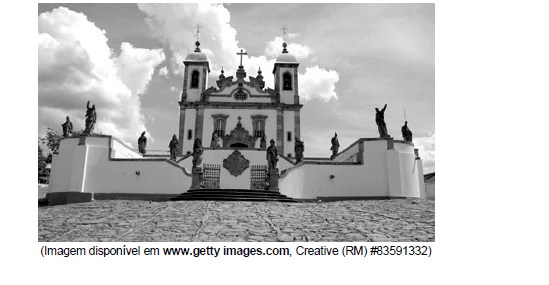 (Imagem disponível em www.getty images.com, Creative (RM) #83591332)